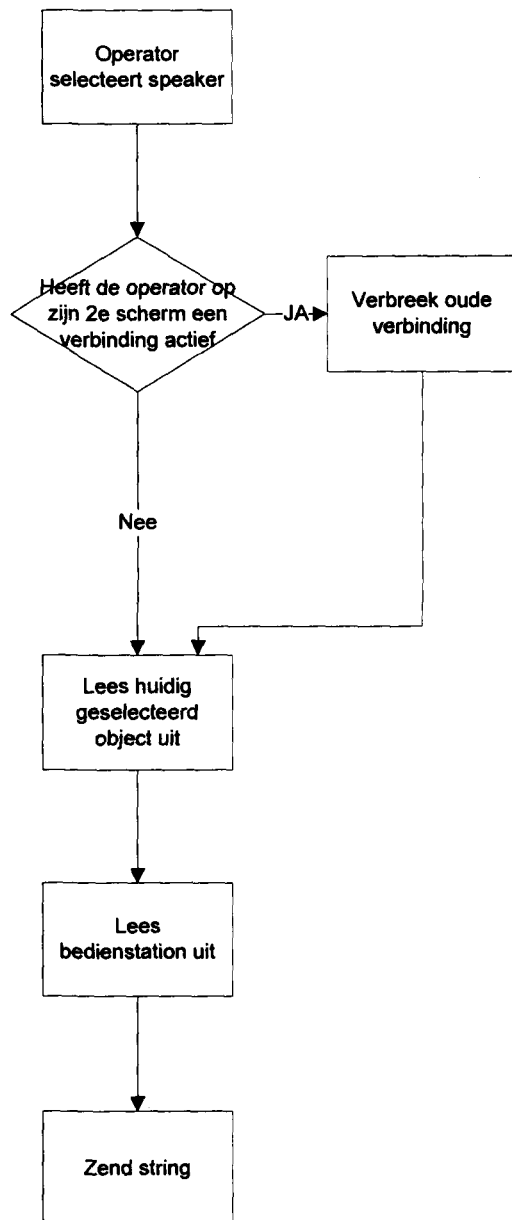 Operator
selecteert speaker
Heeft de operator op
zijn 2e scherm een
verbinding actief
JA
Verbreek oude
verbinding
Nee
Lees huidig
geselecteerd
object uit
Lees
bedienstation uit
Zend string